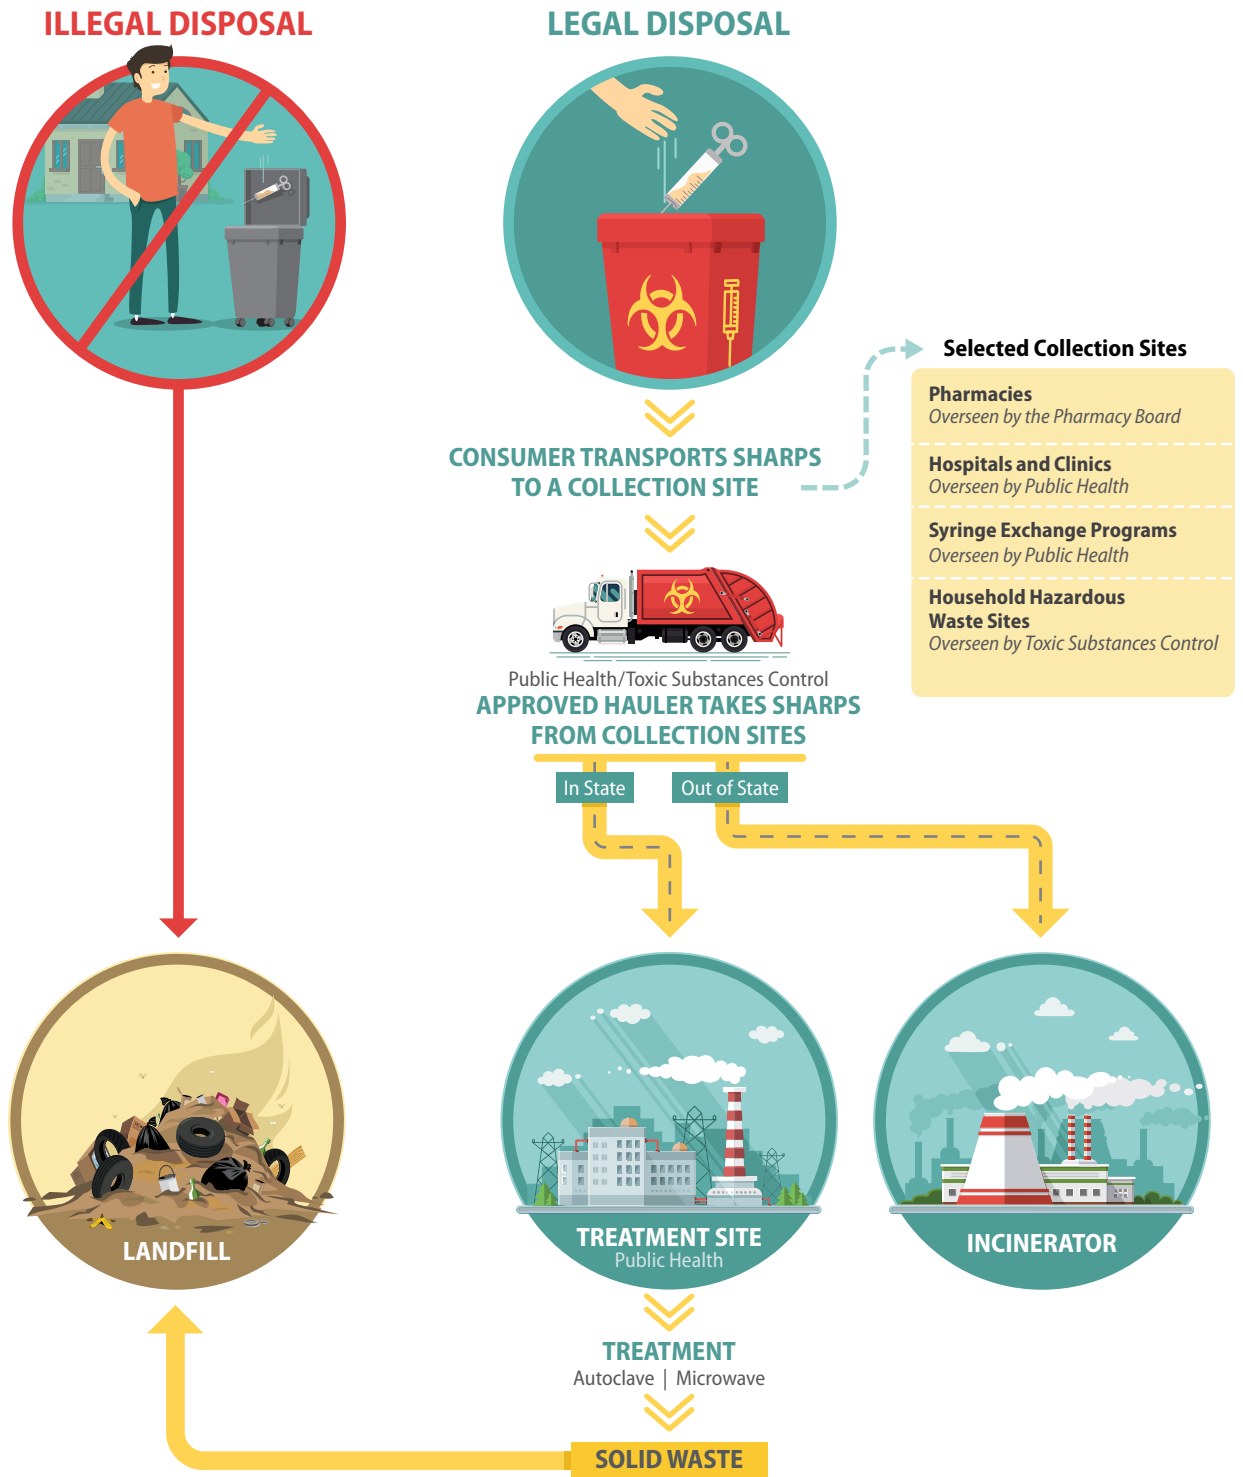 ILLEGAL DISPOSAL
LEGAL DISPOSAL
CONSUMER TRANSPORTS SHARPS
TO A COLLECTION SITE
Selected Collection Sites
Pharmacies
Overseen by the Pharmacy Board
Hospitals and Clinics
Overseen by Public Health
Syringe Exchange Programs
Overseen by Public Health
Household Hazardous
Waste Sites
Overseen by Toxic Substances Control
Public Health/Toxic Substances Control
APPROVED HAULER TAKES SHARPS
FROM COLLECTION SITES
In State
Out of State
LANDFILL
TREATMENT SITE
Public Health
INCINERATOR
TREATMENT
Autoclave | Microwave
SOLID WASTE